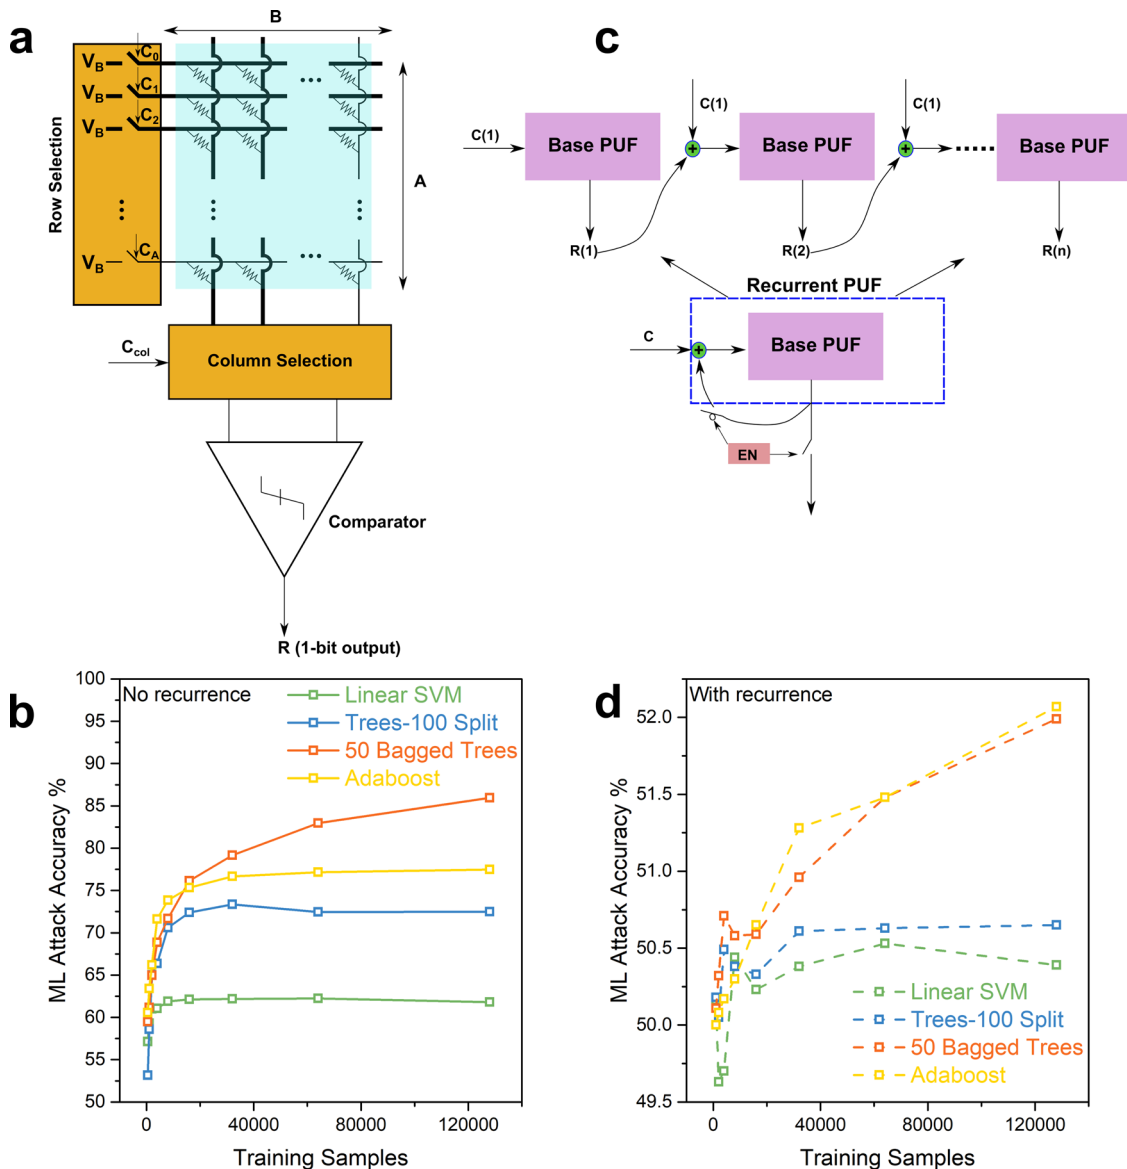 a
B
Row Selection
V_B
C_0
V_B
C_1
V_B
C_2
A
V_B
C_A
C_col
Column Selection
Comparator
R (1-bit output)
c
C(1)
C(1)
C(1)
Base PUF
Base PUF
Base PUF
R(1)
R(2)
R(n)
Recurrent PUF
C
Base PUF
EN
b
No recurrence
Linear SVM
Trees-100 Split
50 Bagged Trees
Adaboost
ML Attack Accuracy %
100
95
90
85
80
75
70
65
60
55
50
0
40000
80000
120000
Training Samples
d
With recurrence
ML Attack Accuracy %
52.0
51.5
51.0
50.5
50.0
49.5
Linear SVM
Trees-100 Split
50 Bagged Trees
Adaboost
0
40000
80000
120000
Training Samples